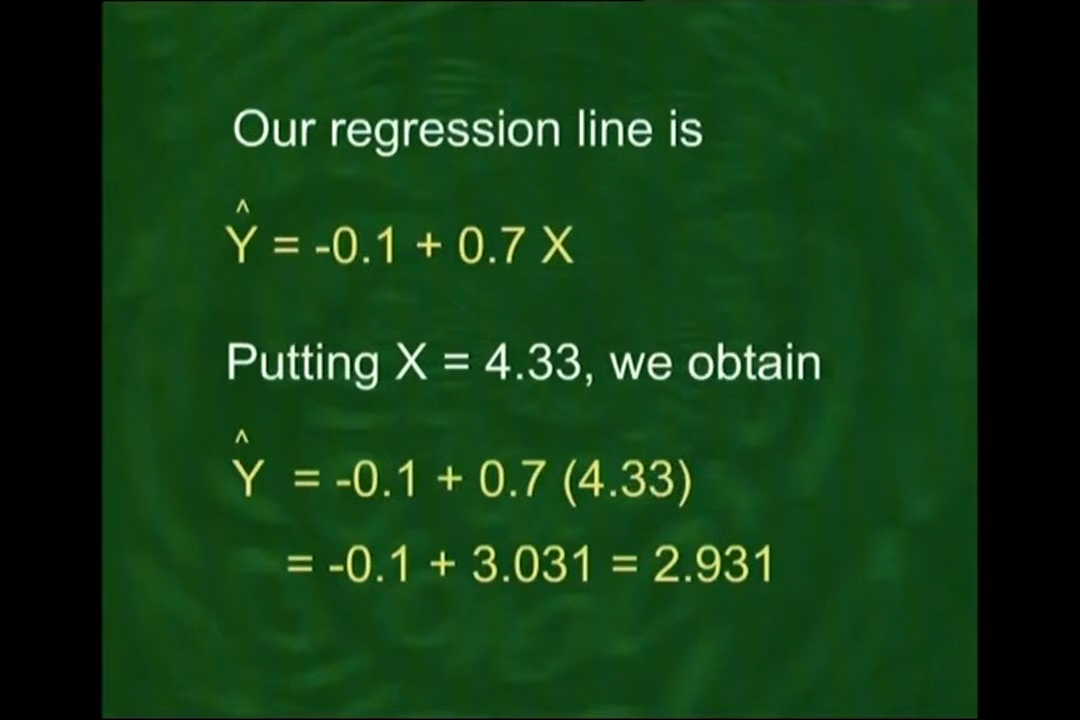 Our regression line is
Ŷ = -0.1 + 0.7 X
Putting X = 4.33, we obtain
Ŷ = -0.1 + 0.7 (4.33)
= -0.1 + 3.031 = 2.931